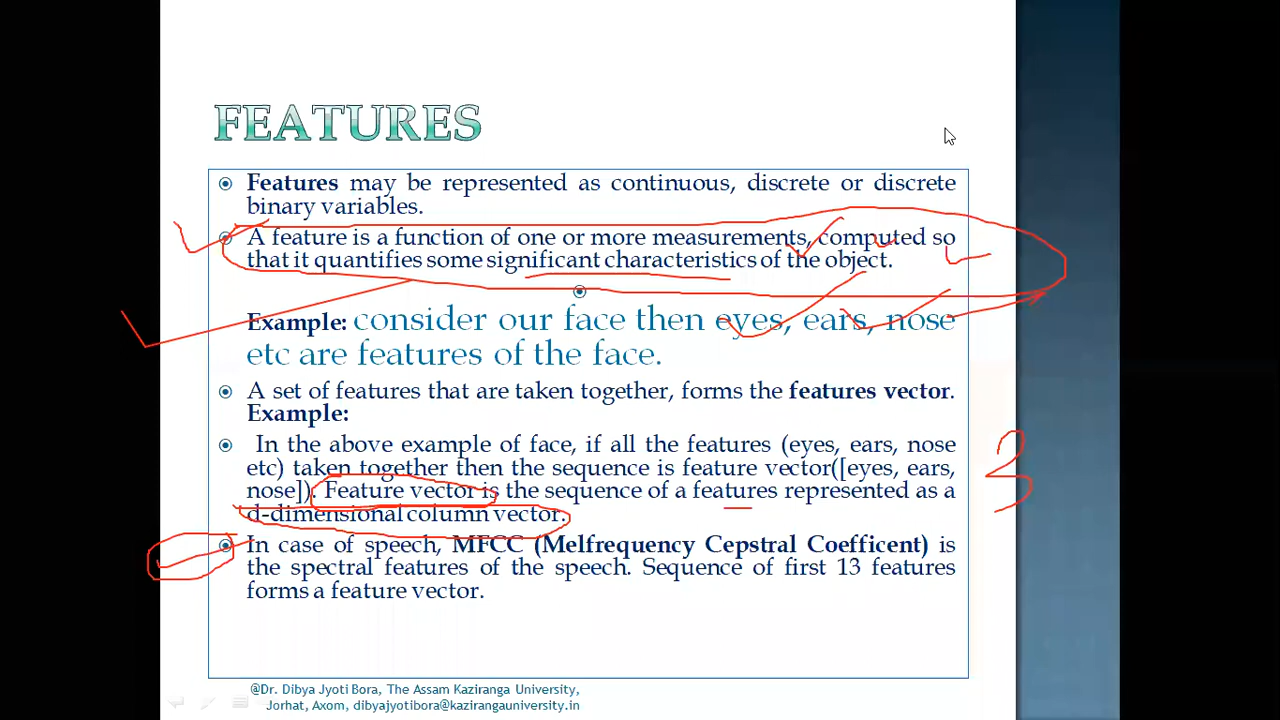 FEATURES
Features may be represented as continuous, discrete or discrete
binary variables.
A feature is a function of one or more measurements, computed so
that it quantifies some significant characteristics of the object.
Example: consider our face then eyes, ears, nose
etc are features of the face.
A set of features that are taken together, forms the features vector.
Example:
In the above example of face, if all the features (eyes, ears, nose
etc) taken together then the sequence is feature vector([eyes, ears,
nose]). Feature vector is the sequence of a features represented as a
d-dimensional column vector.
3
In case of speech, MFCC (Melfrequency Cepstral Coefficent) is
the spectral features of the speech. Sequence of first 13 features
forms a feature vector.
@Dr. Dibya Jyoti Bora, The Assam Kaziranga University,
Jorhat, Axom, dibyajyotibora@kazirangauniversity.in